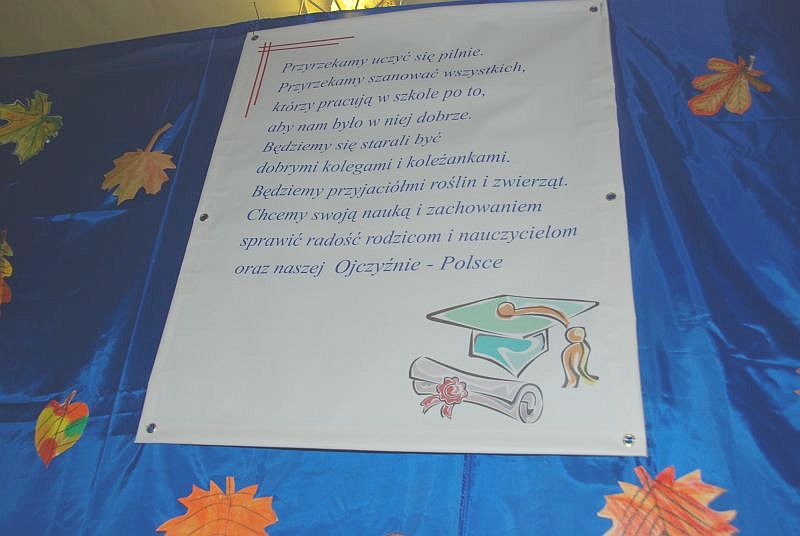 Przyrzekamy uczyć się pilnie.
Przyrzekamy szanować wszystkich,
którzy pracują w szkole po to,
aby nam było w niej dobrze.
Będziemy się starali być
dobrymi kolegami i koleżankami.
Będziemy przyjaciółmi roślin i zwierząt.
Chcemy swoją nauką i zachowaniem
sprawić radość rodzicom i nauczycielom
oraz naszej Ojczyźnie - Polsce